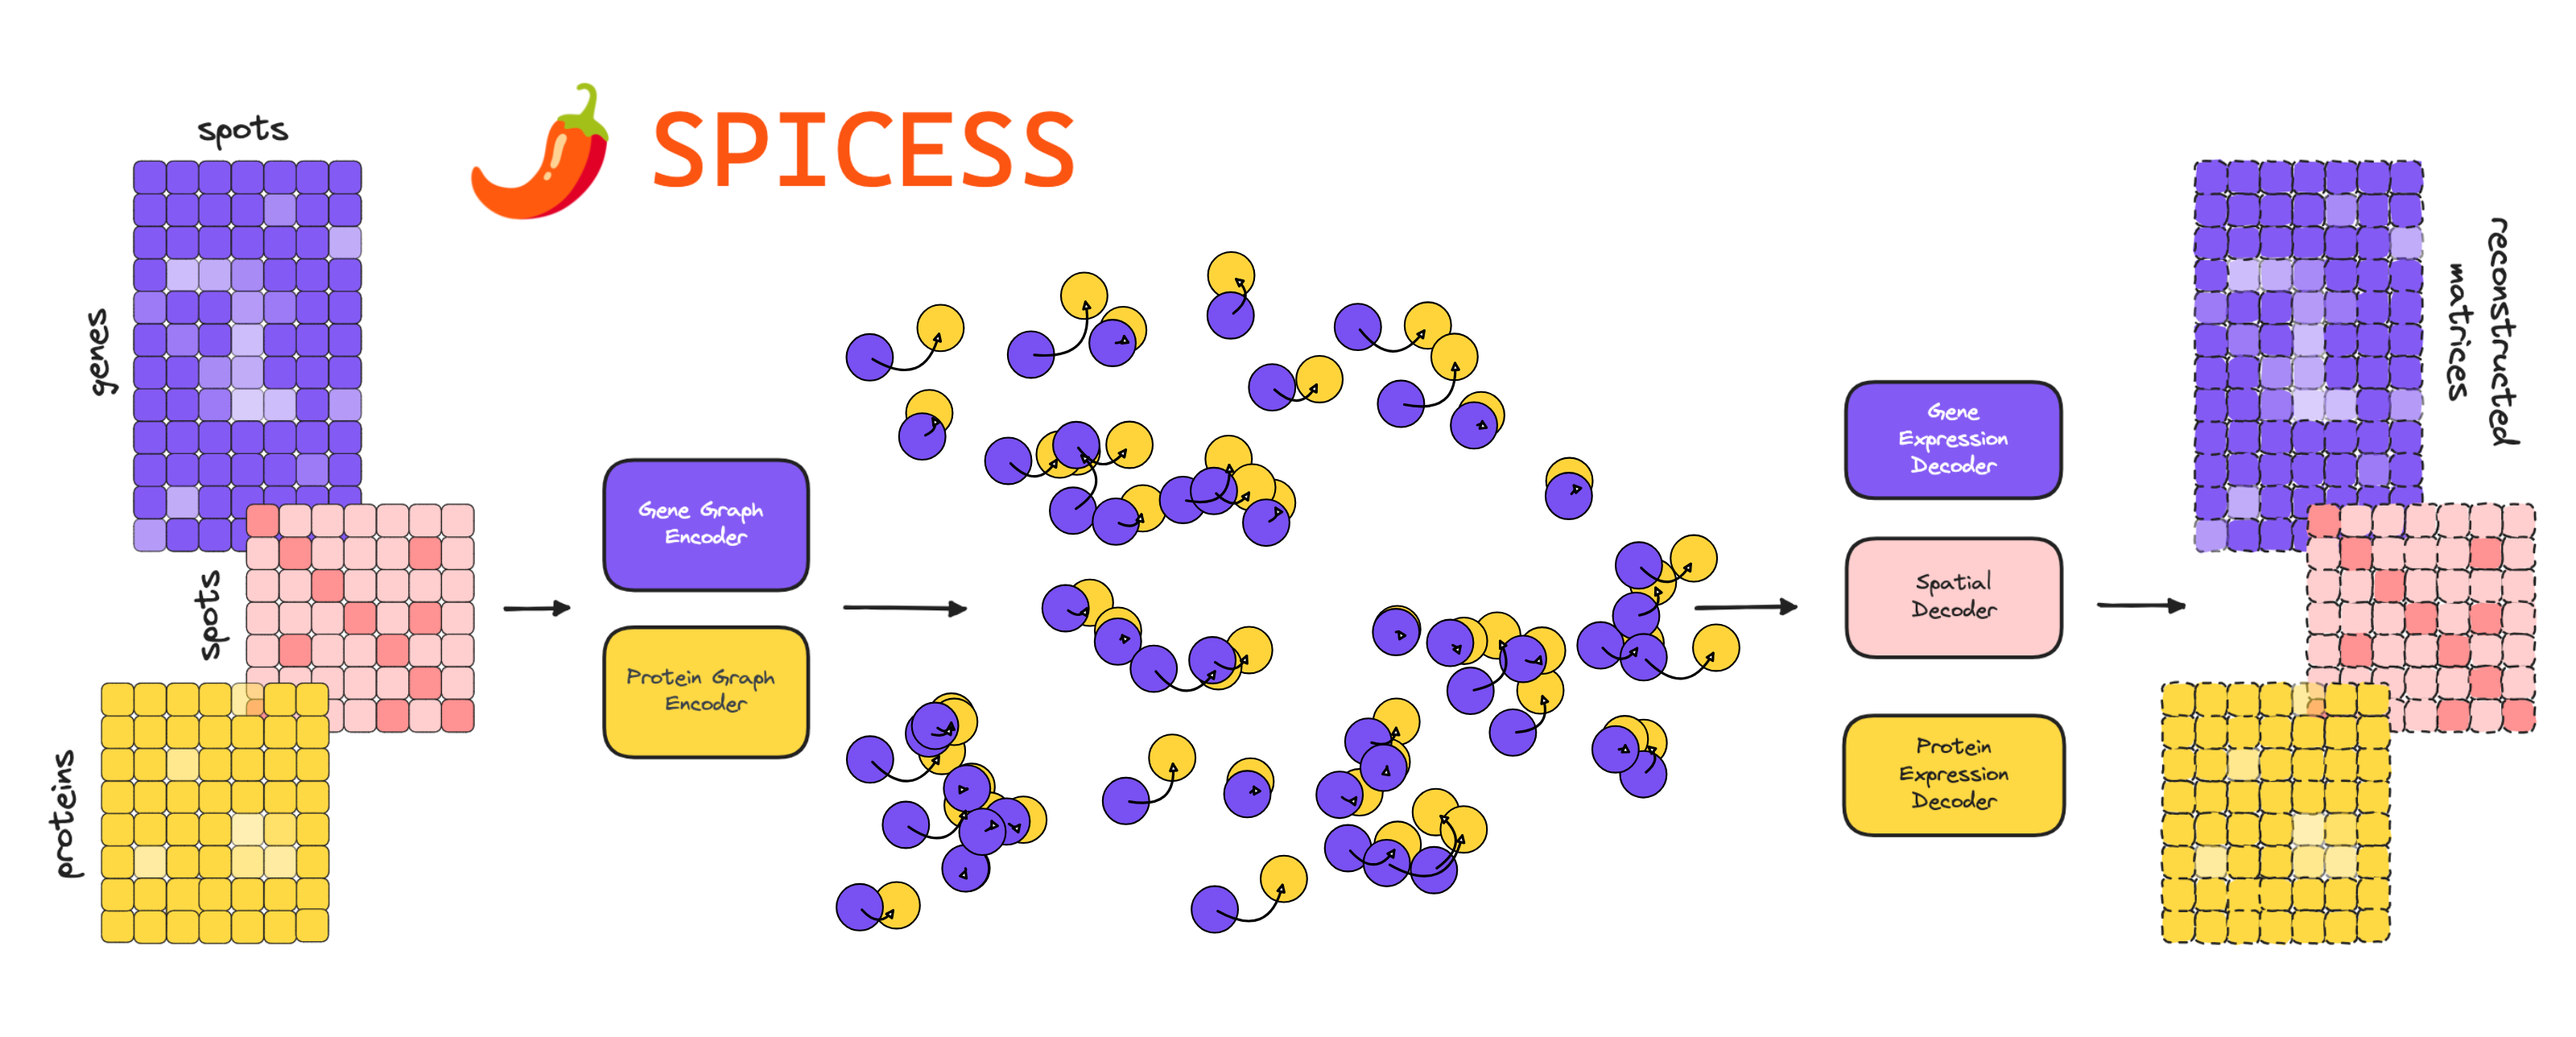 SPICESS
spots
genes
spots
proteins
Gene Graph
Encoder
Protein Graph
Encoder
Gene
Expression
Decoder
Spatial
Decoder
Protein
Expression
Decoder
reconstructed
matrices